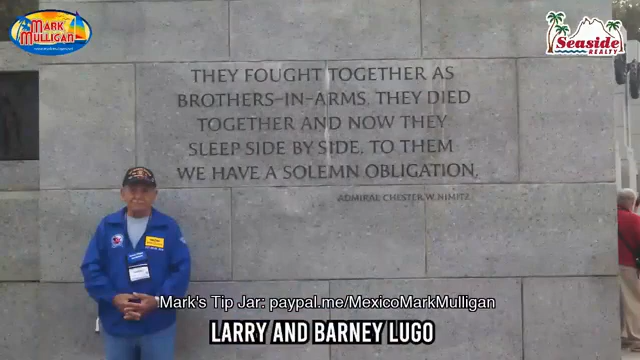 MARK
MULLIGAN
Seaside
REALTY
THEY FOUGHT TOGETHER AS
BROTHERS-IN-ARMS. THEY DIED
TOGETHER AND NOW THEY
SLEEP SIDE BY SIDE. TO THEM
WE HAVE A SOLEMN OBLIGATION.
ADMIRAL CHESTER W. NIMITZ
Mark's Tip Jar: paypal.me/MexicoMarkMulligan
LARRY AND BARNEY LUGO